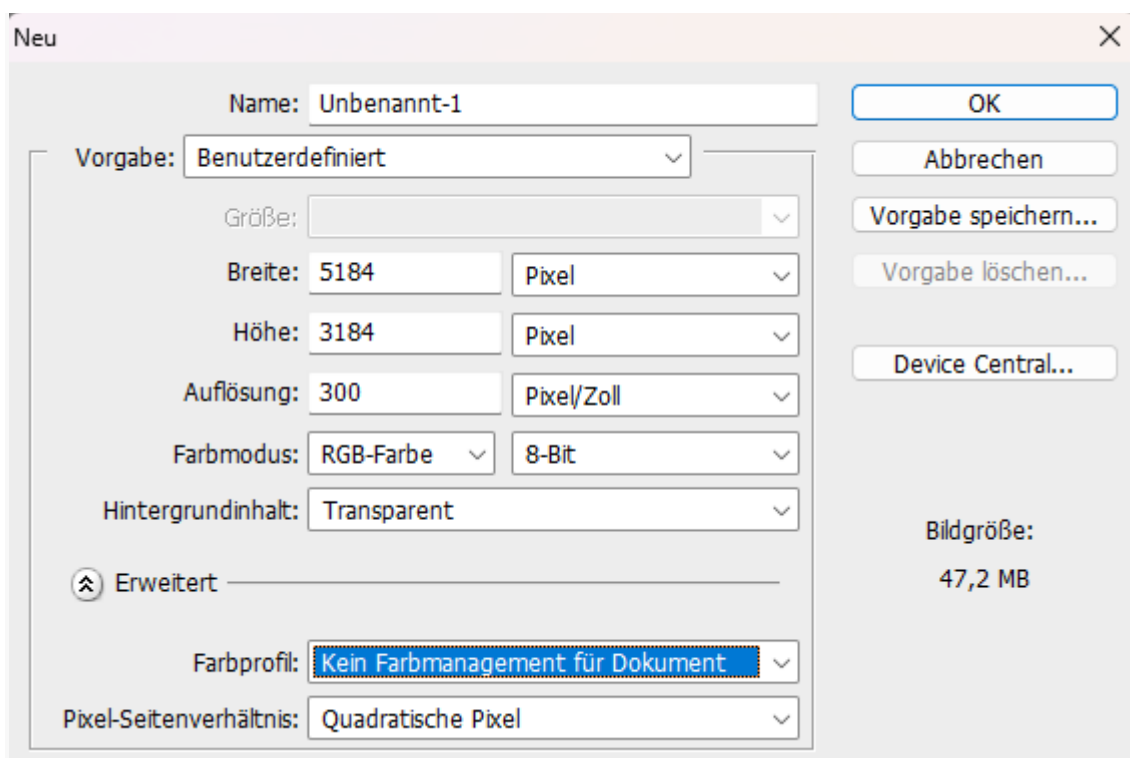 Neu
Name: Unbenannt-1
OK
Vorgabe: Benutzerdefiniert
Abbrechen
Größe:
Vorgabe speichern...
Breite: 5184 Pixel
Vorgabe löschen...
Höhe: 3184 Pixel
Device Central...
Auflösung: 300 Pixel/Zoll
Farbmodus: RGB-Farbe 8-Bit
Hintergrundinhalt: Transparent
Bildgröße:
47,2 MB
Erweitert
Farbprofil: Kein Farbmanagement für Dokument
Pixel-Seitenverhältnis: Quadratische Pixel